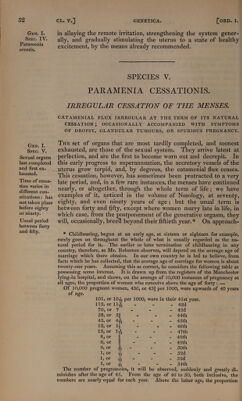 52 CL. V.] GENETICA. [ORD. I.
Gen. I.
Spec. IV.
Paramenia
erroris.
in allaying the remote irritation, strengthening the system gener-
ally, and gradually stimulating the uterus to a state of healthy
excitement, by the means already recommended.
SPECIES V.
PARAMENIA CESSATIONIS.
IRREGULAR CESSATION OF THE MENSES.
CATAMENIAL FLUX IRREGULAR AT THE TERM OF ITS NATURAL
CESSATION; OCCASIONALLY ACCOMPANIED WITH SYMPTOMS
OF DROPSY, GLANDULAR TUMOURS, OR SPURIOUS PREGNANCY.
Gen. I.
Spec. V.
Sexual organs
last completed
and first ex-
hausted.
Time of cessa-
tion varies in
different con-
stitutions: has
not taken place
before eighty
or ninety.
Usual period
between forty
and fifty.
The set of organs that are most tardily completed, and soonest
exhausted, are those of the sexual system. They arrive latest at
perfection, and are the first to become worn out and decrepit. In
this early progress to superannuation, the secretory vessels of the
uterus grow torpid, and, by degrees, the catamenial flux ceases.
This cessation, however, has sometimes been protracted to a very
late period, and, in a few rare instances, the menses have continued
nearly, or altogether, through the whole term of life; we have
examples of it, noticed in the volume of Nosology, at seventy,
eighty, and even ninety years of age; but the usual term is
between forty and fifty, except where women marry late in life, in
which case, from the postponement of the generative organs, they
will, occasionally, breed beyond their fiftieth year.* On approach-
* Childbearing, begun at an early age, at sixteen or eighteen for example,
rarely goes on throughout the whole of what is usually regarded as the na-
tural period for it. The earlier or later termination of childbearing in any
country, therefore, as Mr. Roberton observes, will depend on the average age of
marriage which there obtains. In our own country he is led to believe, from
facts which he has collected, that the average age of marriage for women is about
twenty-one years. Assuming this as correct, he considers the following table as
possessing some interest. It is drawn up from the registers of the Manchester
lying-in hospital, and shows, on the average of 10,000 instances of pregnancy at
all ages, the proportion of women who conceive above the age of forty:—
Of 10,000 pregnant women, 436, or 43⅗ per 1000, were upwards of 40 years
of age.